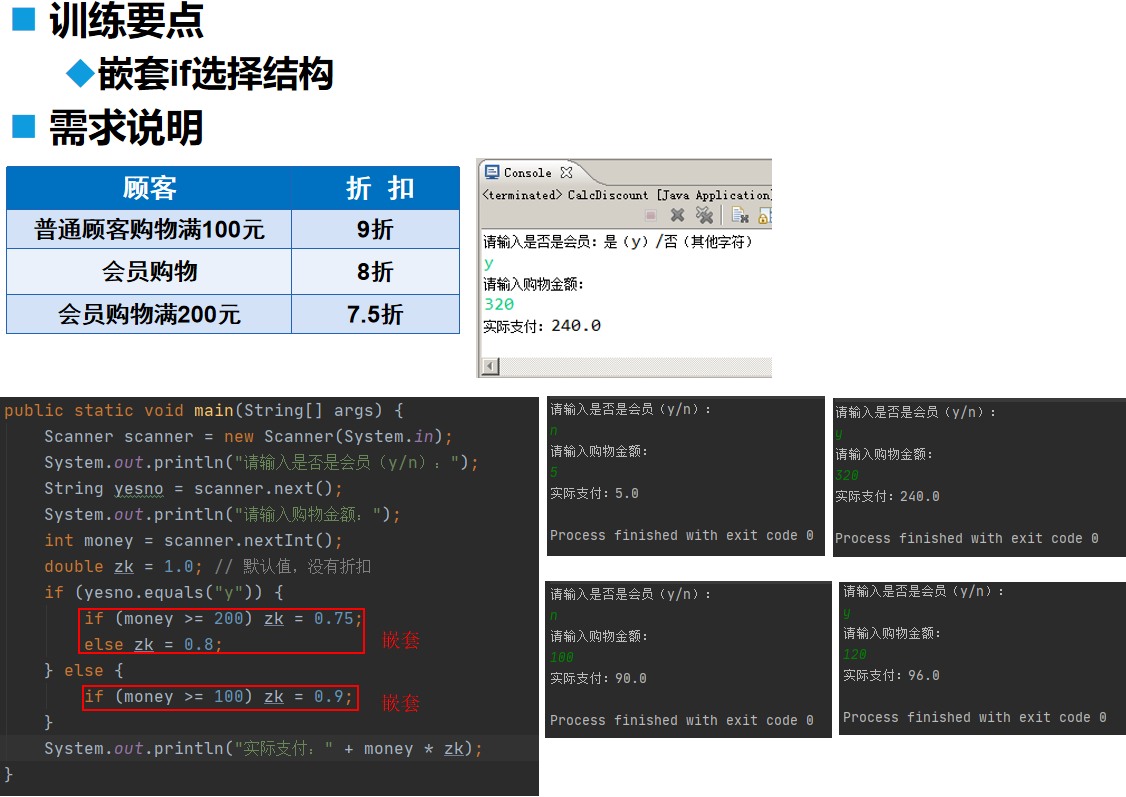 训练要点
嵌套if选择结构
需求说明
顾客 折 扣
普通顾客购物满100元 9折
会员购物 8折
会员购物满200元 7.5折
Console
<terminated> CalcDiscount [Java Application]
请输入是否是会员：是（y）/否（其他字符）
y
请输入购物金额：
320
实际支付：240.0
public static void main(String[] args) {
Scanner scanner = new Scanner(System.in);
System.out.println("请输入是否是会员（y/n）：");
String yesno = scanner.next();
System.out.println("请输入购物金额：");
int money = scanner.nextInt();
double zk = 1.0; // 默认值，没有折扣
if (yesno.equals("y")) {
if (money >= 200) zk = 0.75;
else zk = 0.8;
嵌套
} else {
if (money >= 100) zk = 0.9;
嵌套
}
System.out.println("实际支付：" + money * zk);
}
请输入是否是会员（y/n）：
n
请输入购物金额：
5
实际支付：5.0
Process finished with exit code 0
请输入是否是会员（y/n）：
y
请输入购物金额：
320
实际支付：240.0
Process finished with exit code 0
请输入是否是会员（y/n）：
n
请输入购物金额：
100
实际支付：90.0
Process finished with exit code 0
请输入是否是会员（y/n）：
y
请输入购物金额：
120
实际支付：96.0
Process finished with exit code 0